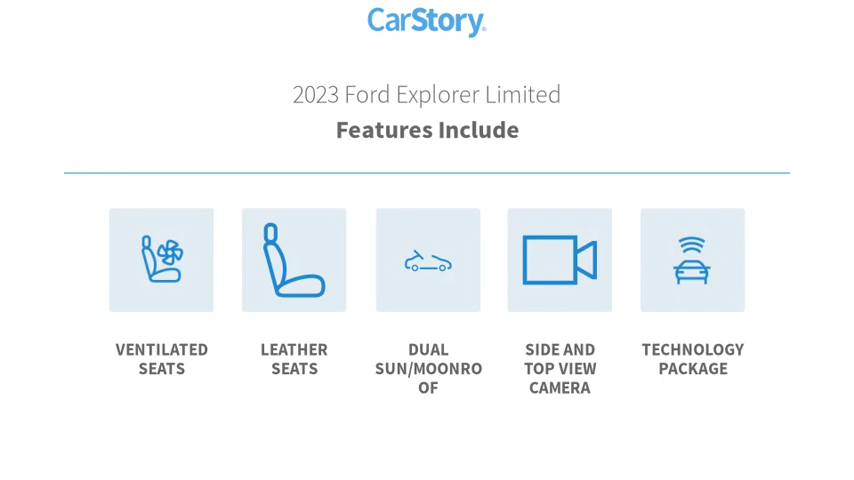 CarStory.
2023 Ford Explorer Limited
Features Include
VENTILATED
SEATS
LEATHER
SEATS
DUAL
SUN/MOONRO
OF
SIDE AND
TOP VIEW
CAMERA
TECHNOLOGY
PACKAGE